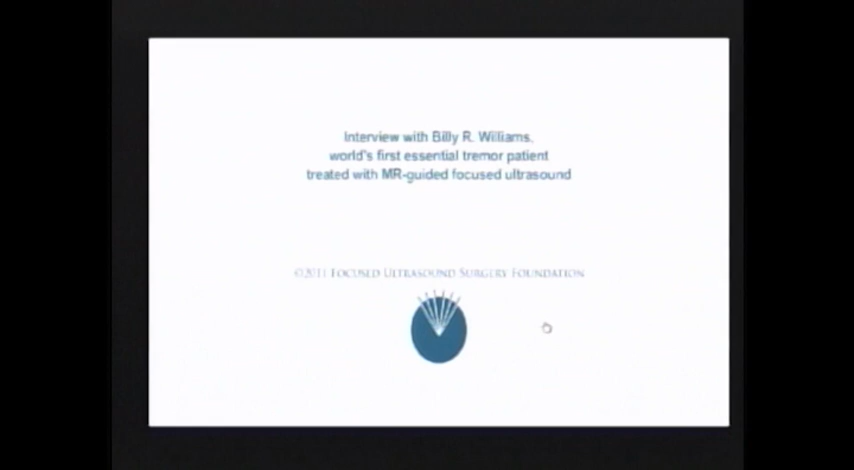 Interview with Billy R. Williams,
world's first essential tremor patient
treated with MR-guided focused ultrasound
©2011 FOCUSED ULTRASOUND SURGERY FOUNDATION